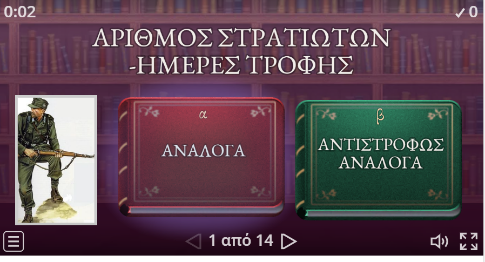 0:02
✓ 0
ΑΡΙΘΜΟΣ ΣΤΡΑΤΙΩΤΩΝ
-ΗΜΕΡΕΣ ΤΡΟΦΗΣ
α
ΑΝΑΛΟΓΑ
β
ΑΝΤΙΣΤΡΟΦΩΣ
ΑΝΑΛΟΓΑ
1 από 14